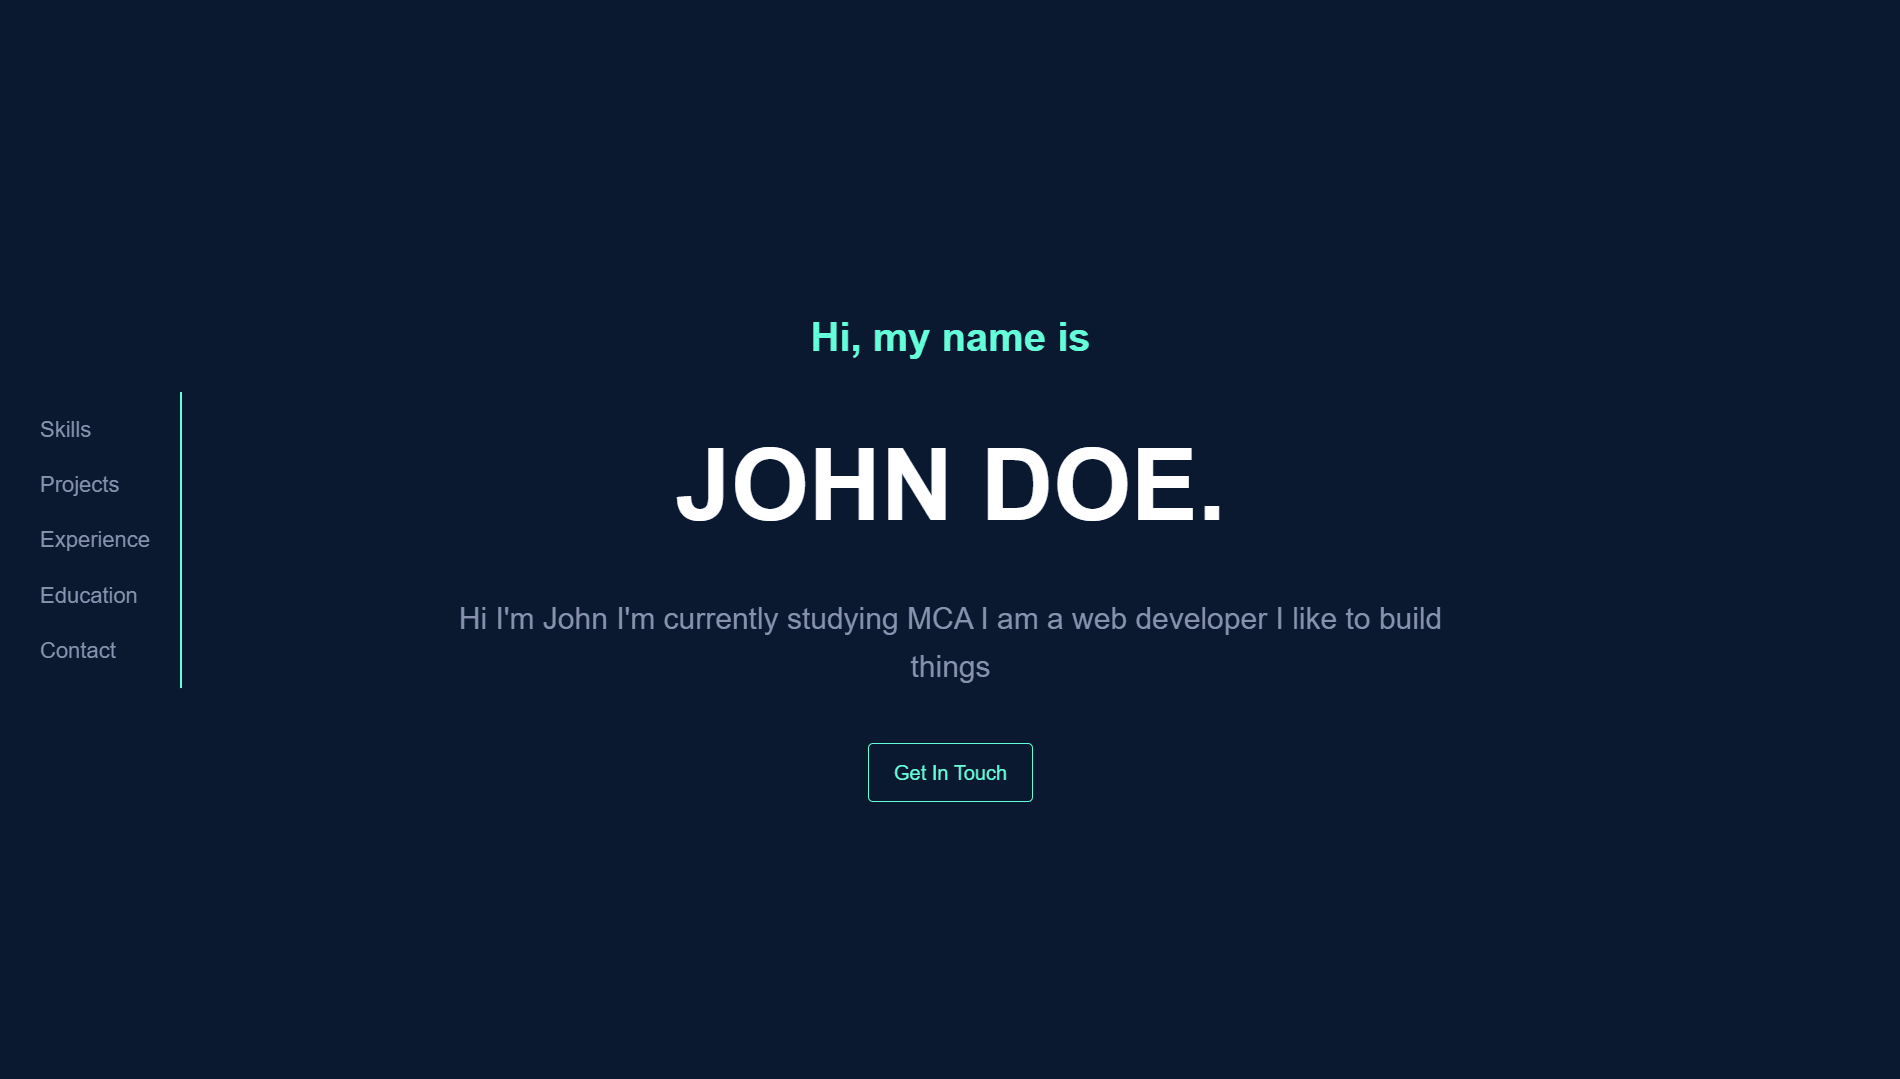 Hi, my name is
JOHN DOE.
Skills
Projects
Experience
Education
Contact
Hi I'm John I'm currently studying MCA I am a web developer I like to build
things
Get In Touch